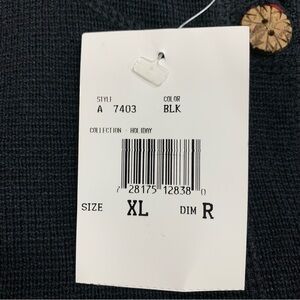 STYLE COLOR
A 7403 BLK
COLLECTION - HOLIDAY
7 28175 12838 0
SIZE XL DIM R